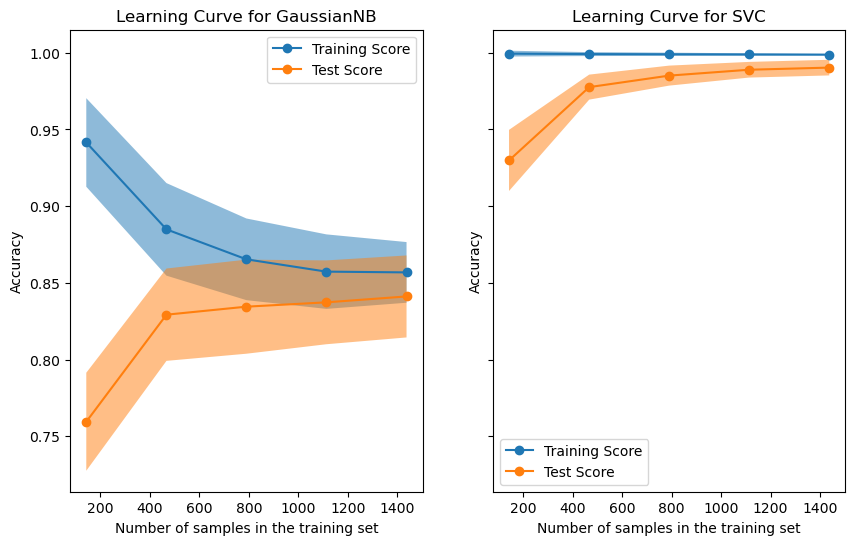 Learning Curve for GaussianNB
Training Score
Test Score
1.00
0.95
0.90
0.85
0.80
0.75
Accuracy
200 400 600 800 1000 1200 1400
Number of samples in the training set
Learning Curve for SVC
Accuracy
Training Score
Test Score
200 400 600 800 1000 1200 1400
Number of samples in the training set